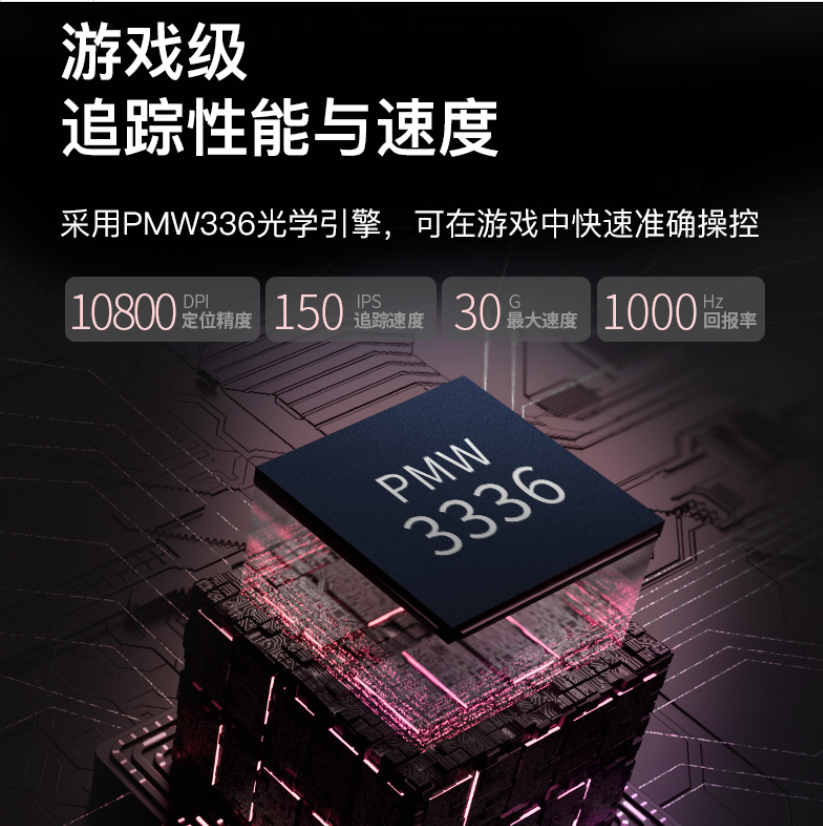 游戏级
追踪性能与速度
采用PMW336光学引擎，可在游戏中快速准确操控
10800 DPI 定位精度
150 IPS 追踪速度
30 G 最大速度
1000 Hz 回报率
PMW
3336